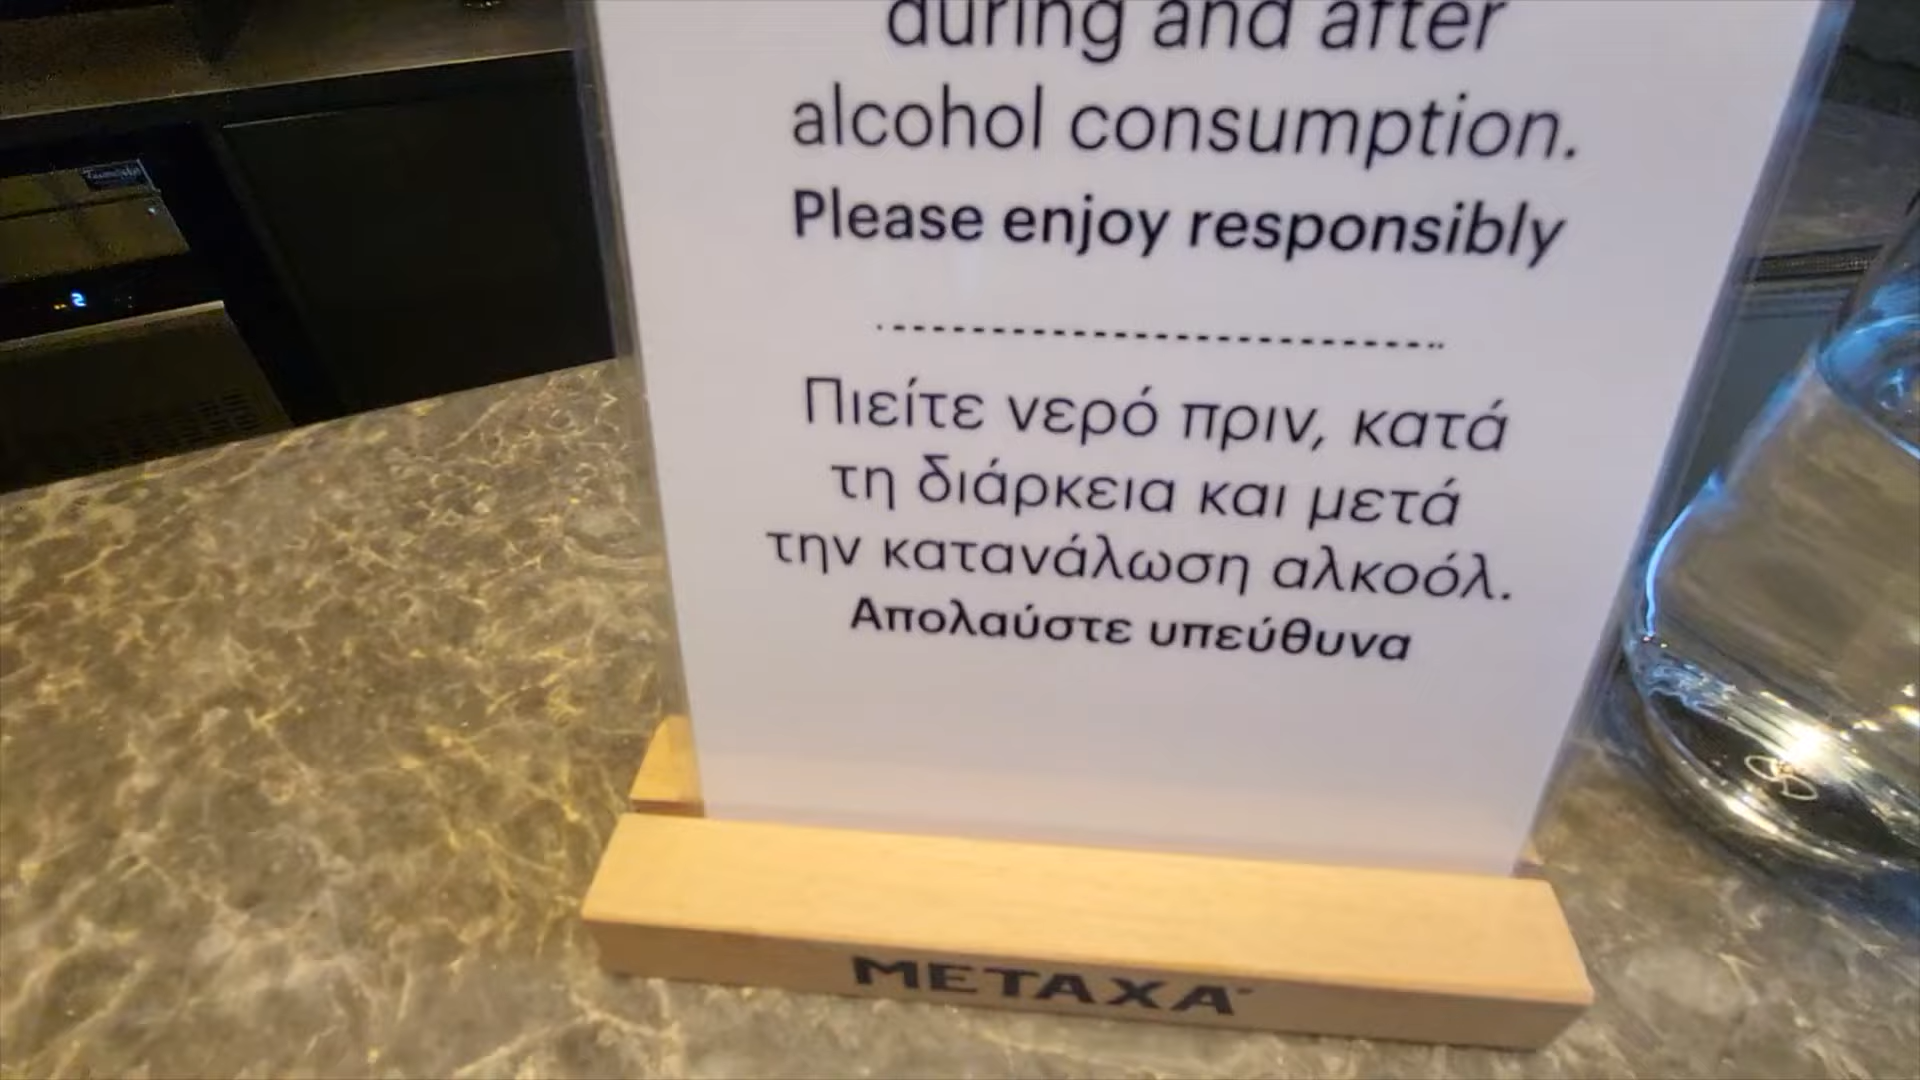 during and after
alcohol consumption.
Please enjoy responsibly
Πιείτε νερό πριν, κατά
τη διάρκεια και μετά
την κατανάλωση αλκοόλ.
Απολαύστε υπεύθυνα
METAXA
2